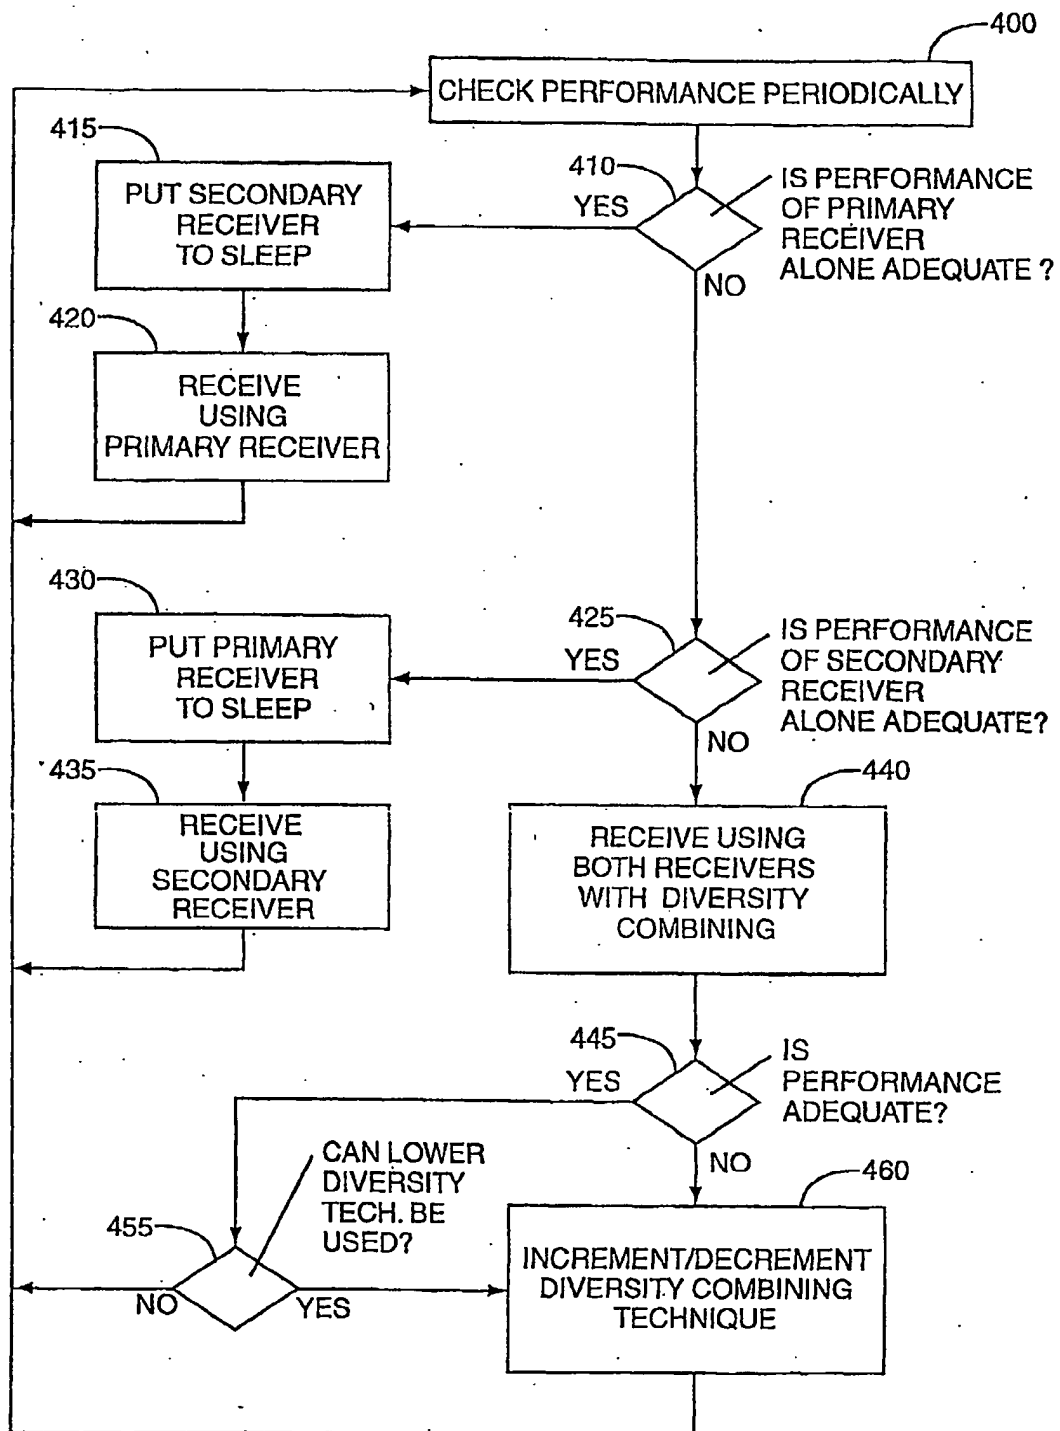 400
CHECK PERFORMANCE PERIODICALLY
415
PUT SECONDARY
RECEIVER
TO SLEEP
410
YES
IS PERFORMANCE
OF PRIMARY
RECEIVER
ALONE ADEQUATE ?
NO
420
RECEIVE
USING
PRIMARY RECEIVER
430
PUT PRIMARY
RECEIVER
TO SLEEP
425
YES
IS PERFORMANCE
OF SECONDARY
RECEIVER
ALONE ADEQUATE?
NO
435
RECEIVE
USING
SECONDARY
RECEIVER
440
RECEIVE USING
BOTH RECEIVERS
WITH DIVERSITY
COMBINING
445
YES
IS
PERFORMANCE
ADEQUATE?
NO
CAN LOWER
DIVERSITY
TECH. BE
USED?
455
NO
YES
460
INCREMENT/DECREMENT
DIVERSITY COMBINING
TECHNIQUE